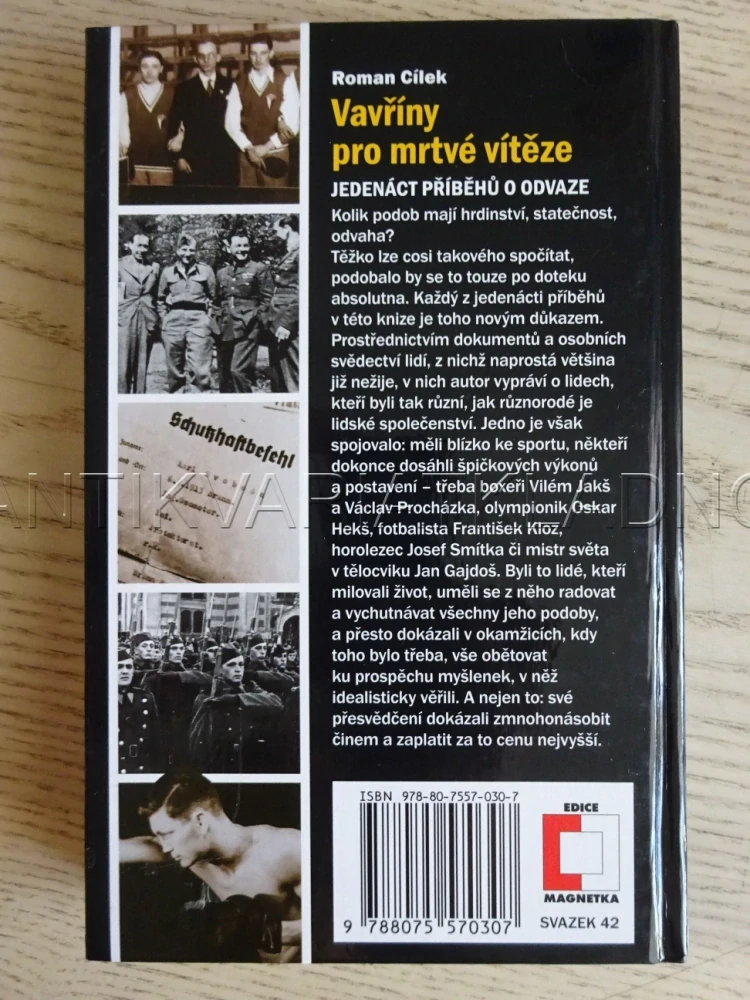 Roman Cílek
Vavříny
pro mrtvé vítěze
JEDENÁCT PŘÍBĚHŮ O ODVAZE
Kolik podob mají hrdinství, statečnost,
odvaha?
Těžko lze cosi takového spočítat,
podobalo by se to touze po doteku
absolutna. Každý z jedenácti příběhů
v této knize je toho novým důkazem.
Prostřednictvím dokumentů a osobních
svědectví lidí, z nichž naprostá většina
již nežije, v nich autor vypráví o lidech,
kteří byli tak různí, jak různorodé je
lidské společenství. Jedno je však
spojovalo: měli blízko ke sportu, někteří
dokonce dosáhli špičkových výkonů
a postavení – třeba boxeři Vilém Jakš
a Václav Procházka, olympionik Oskar
Hekš, fotbalista František Kloz,
horolezec Josef Smítka či mistr světa
v tělocviku Jan Gajdoš. Byli to lidé, kteří
milovali život, uměli se z něho radovat
a vychutnávat všechny jeho podoby,
a přesto dokázali v okamžicích, kdy
toho bylo třeba, vše obětovat
ku prospěchu myšlenek, v něž
idealisticky věřili. A nejen to: své
přesvědčení dokázali zmnohonásobit
činem a zaplatit za to cenu nejvyšší.
Schutzhaftbefehl
ANTIKVARIATKLADNO
ISBN 978-80-7557-030-7
9 788075 570307
EDICE
MAGNETKA
SVAZEK 42